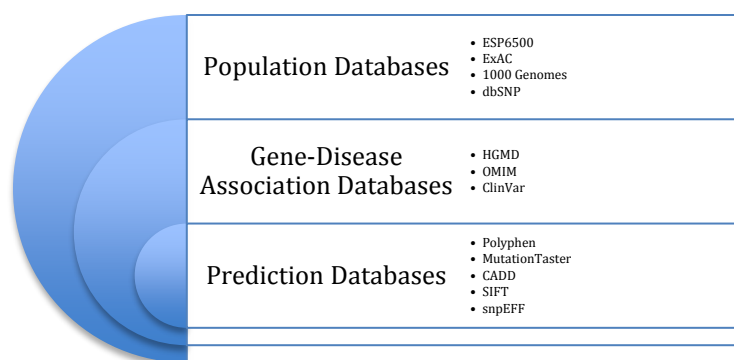 Population Databases
• ESP6500
• ExAC
• 1000 Genomes
• dbSNP
Gene-Disease
Association Databases
• HGMD
• OMIM
• ClinVar
Prediction Databases
• Polyphen
• MutationTaster
• CADD
• SIFT
• snpEFF